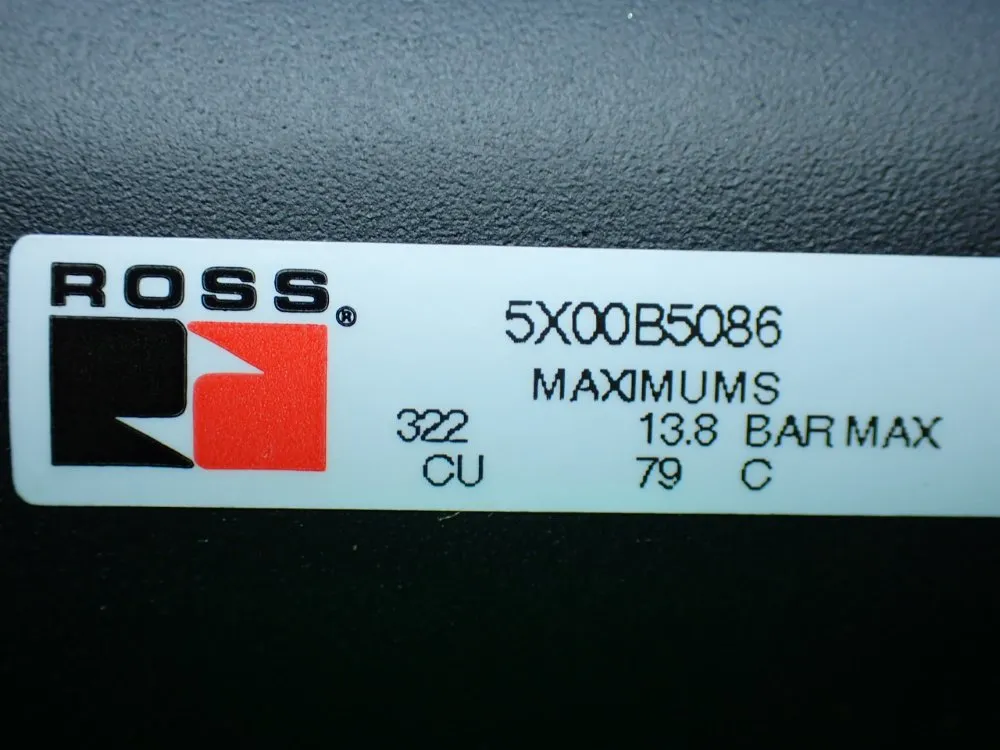 ROSS®
5X00B5086
MAXIMUMS
322 13.8 BAR MAX
CU 79 C